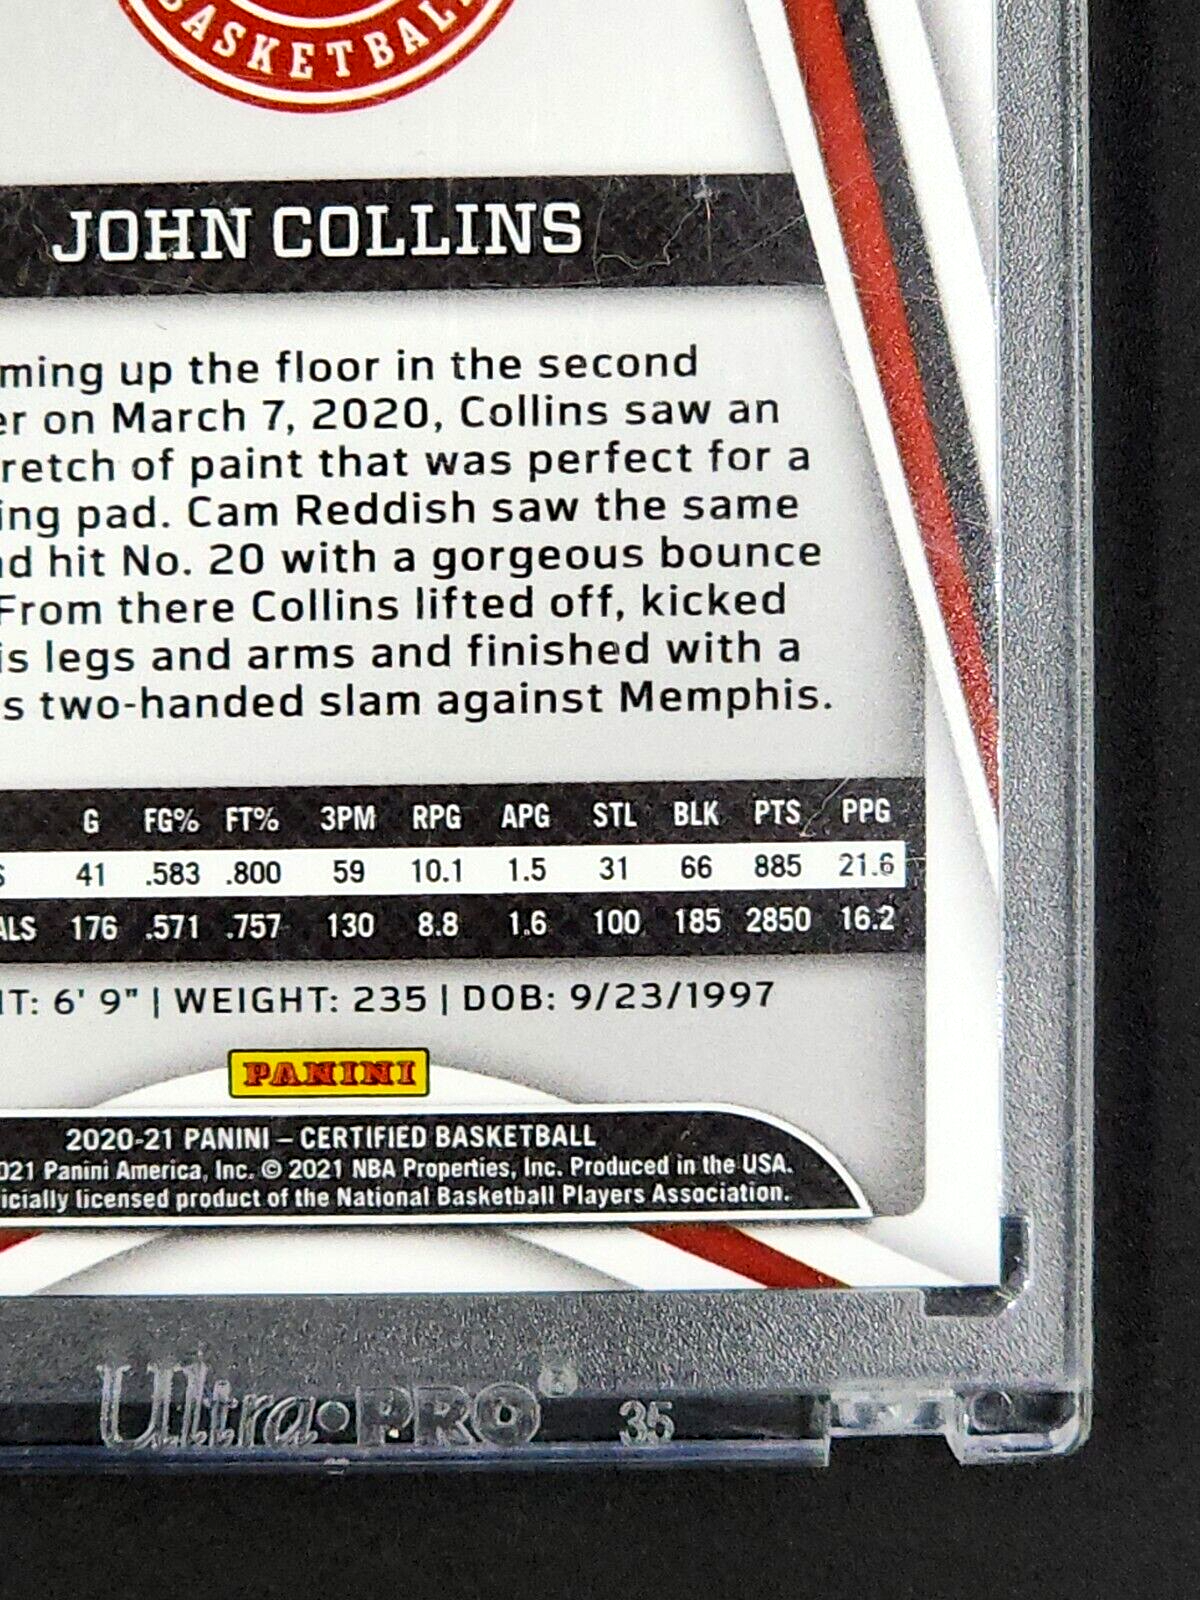 BASKETBALL
JOHN COLLINS
ming up the floor in the second
er on March 7, 2020, Collins saw an
retch of paint that was perfect for a
ing pad. Cam Reddish saw the same
nd hit No. 20 with a gorgeous bounce
From there Collins lifted off, kicked
is legs and arms and finished with a
s two-handed slam against Memphis.
G FG% FT% 3PM RPG APG STL BLK PTS PPG
S 41 .583 .800 59 10.1 1.5 31 66 885 21.6
ALS 176 .571 .757 130 8.8 1.6 100 185 2850 16.2
IT: 6' 9" | WEIGHT: 235 | DOB: 9/23/1997
PANINI
2020-21 PANINI – CERTIFIED BASKETBALL
021 Panini America, Inc. © 2021 NBA Properties, Inc. Produced in the USA.
icially licensed product of the National Basketball Players Association.
Ultra•PRO® 35